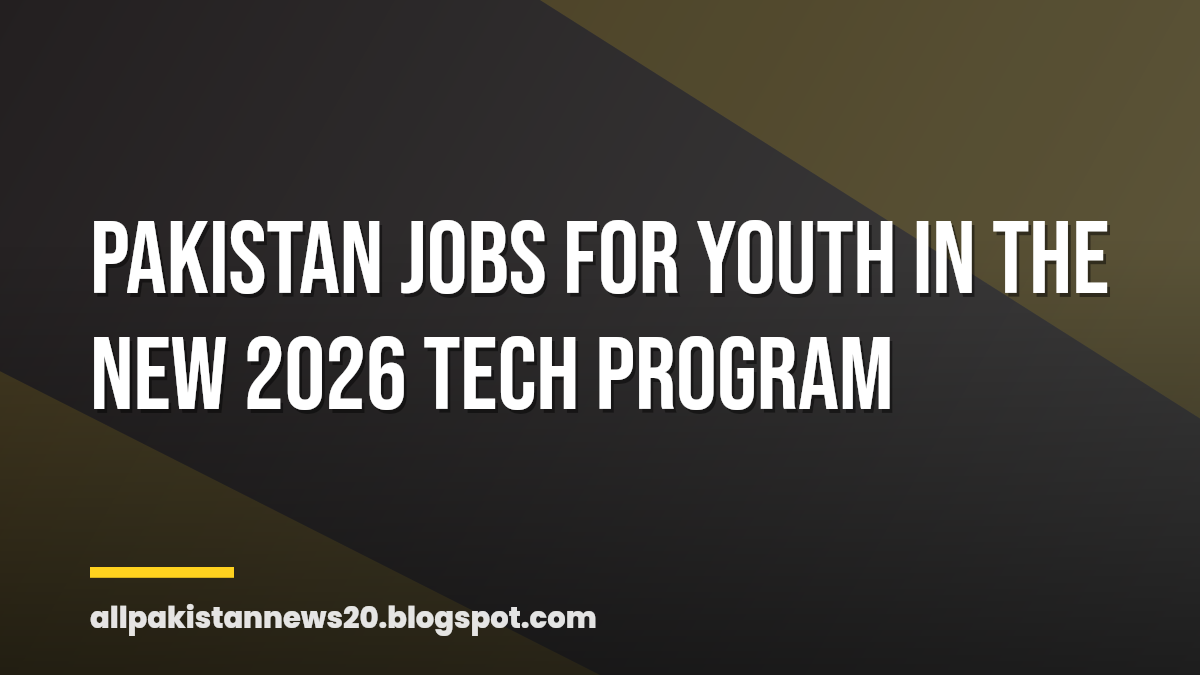 PAKISTAN JOBS FOR YOUTH IN THE
NEW 2026 TECH PROGRAM
allpakistannews20.blogspot.com